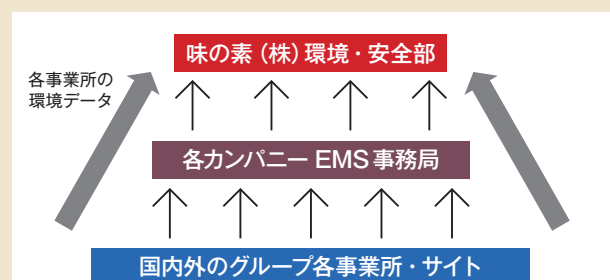 味の素（株）環境・安全部
各事業所の
環境データ
各カンパニー EMS 事務局
国内外のグループ各事業所・サイト